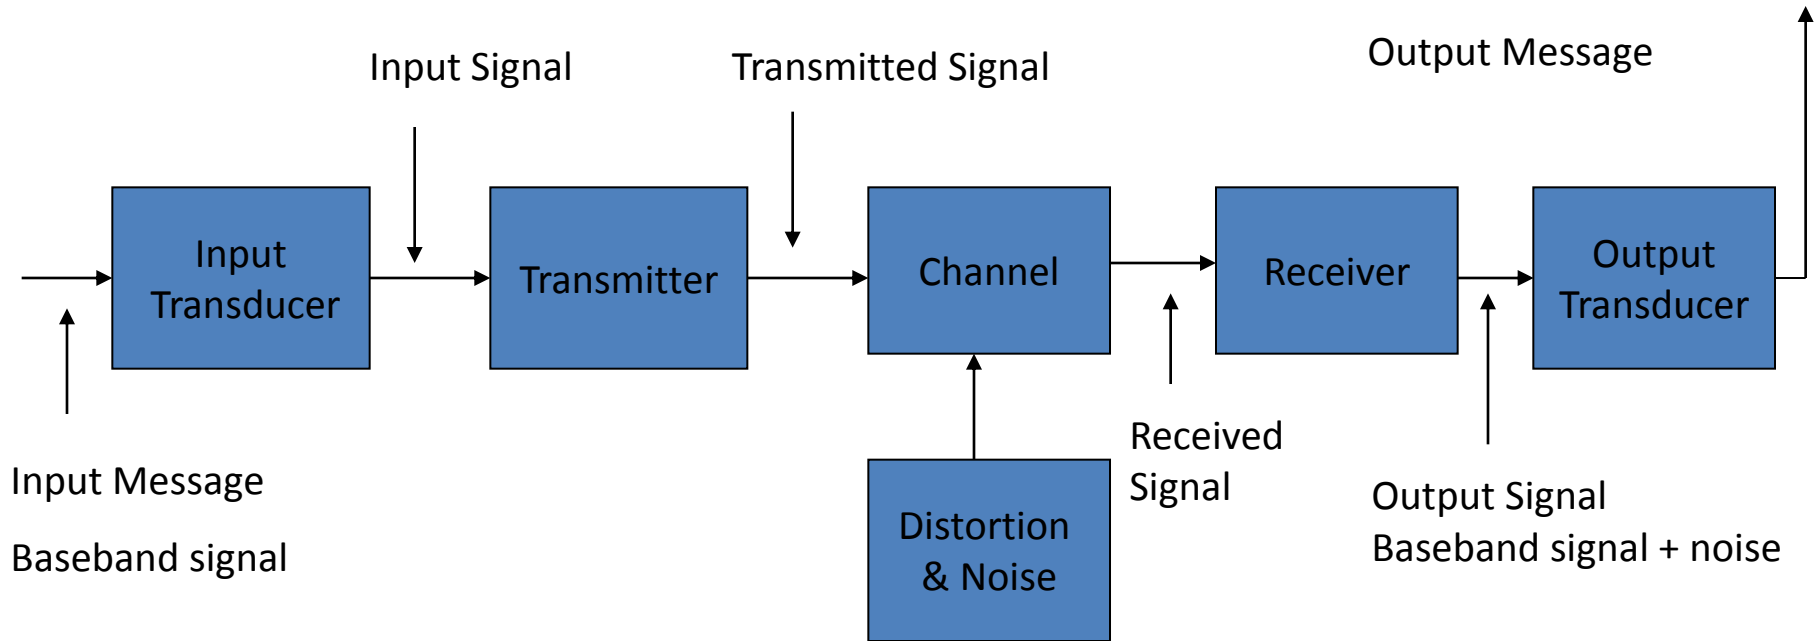 Input Signal
Transmitted Signal
Output Message
Input
Transducer
Transmitter
Channel
Receiver
Output
Transducer
Input Message
Baseband signal
Distortion
& Noise
Received
Signal
Output Signal
Baseband signal + noise